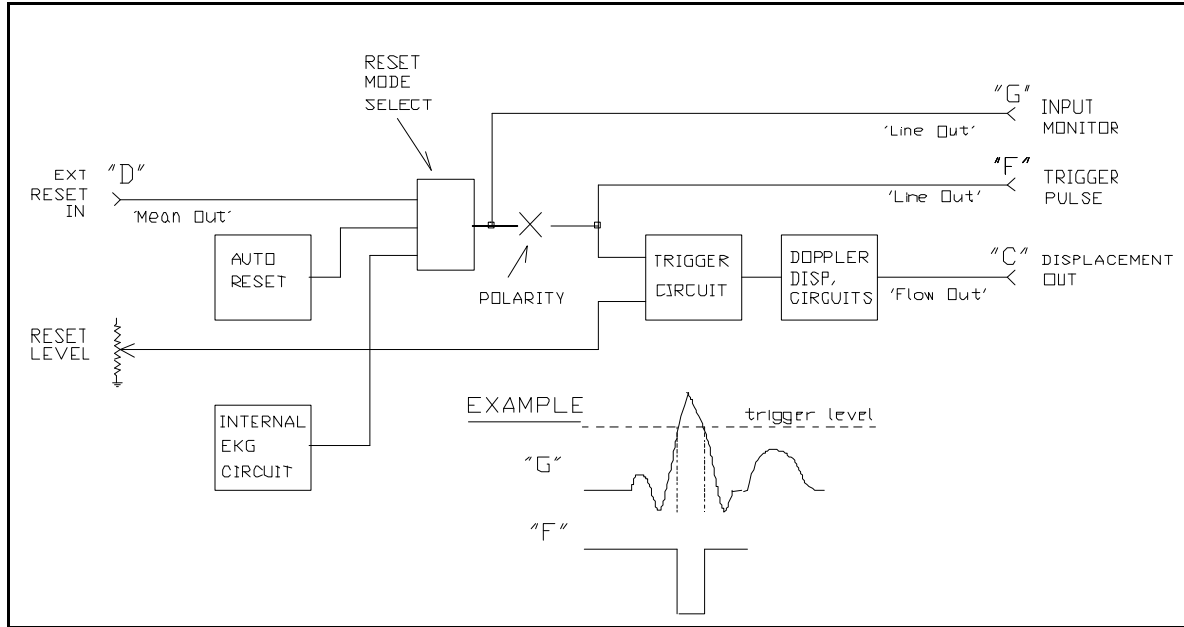 RESET
MODE
SELECT
"G"
INPUT
MONITOR
'Line Out'
"F"
TRIGGER
PULSE
'Line Out'
EXT
RESET
IN
"D"
'Mean Out'
AUTO
RESET
POLARITY
TRIGGER
CIRCUIT
DOPPLER
DISP,
CIRCUITS
"C"
DISPLACEMENT
OUT
'Flow Out'
RESET
LEVEL
INTERNAL
EKG
CIRCUIT
EXAMPLE
trigger level
"G"
"F"